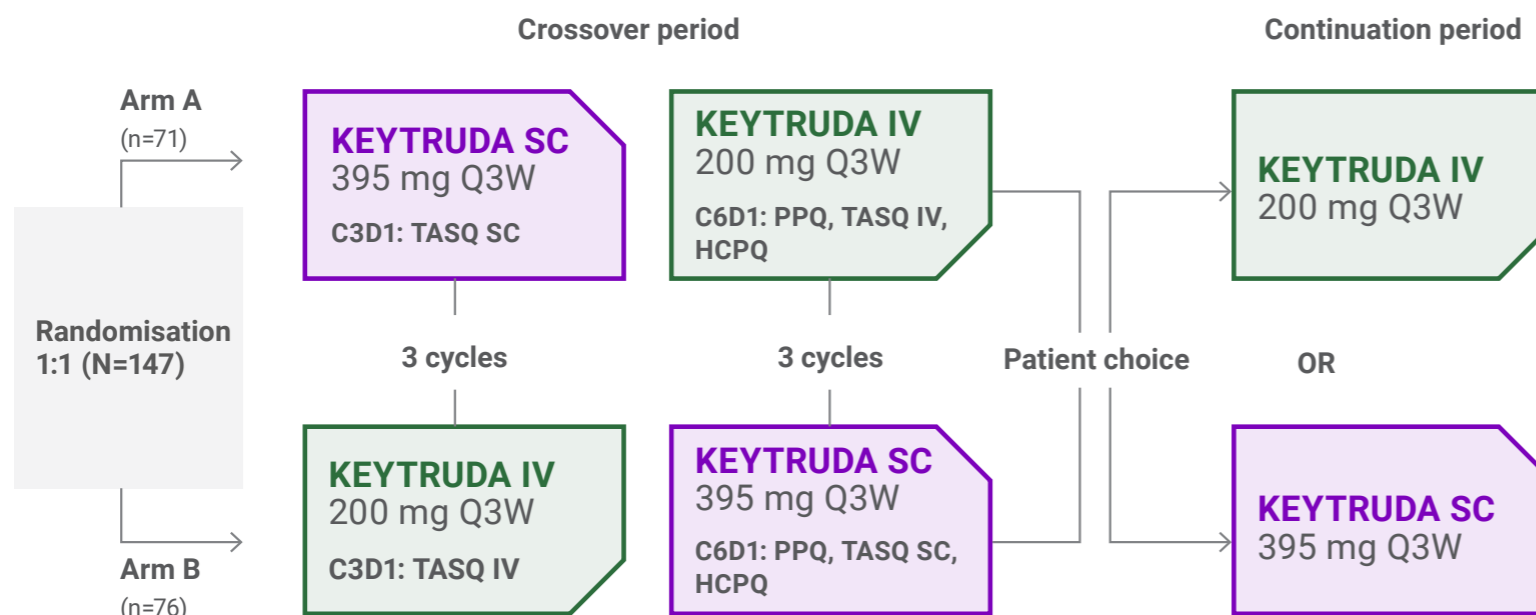 Crossover period
Continuation period
Arm A
(n=71)
KEYTRUDA SC
395 mg Q3W
C3D1: TASQ SC
KEYTRUDA IV
200 mg Q3W
C6D1: PPQ, TASQ IV,
HCPQ
KEYTRUDA IV
200 mg Q3W
Randomisation
1:1 (N=147)
3 cycles
3 cycles
Patient choice
OR
Arm B
(n=76)
KEYTRUDA IV
200 mg Q3W
C3D1: TASQ IV
KEYTRUDA SC
395 mg Q3W
C6D1: PPQ, TASQ SC,
HCPQ
KEYTRUDA SC
395 mg Q3W